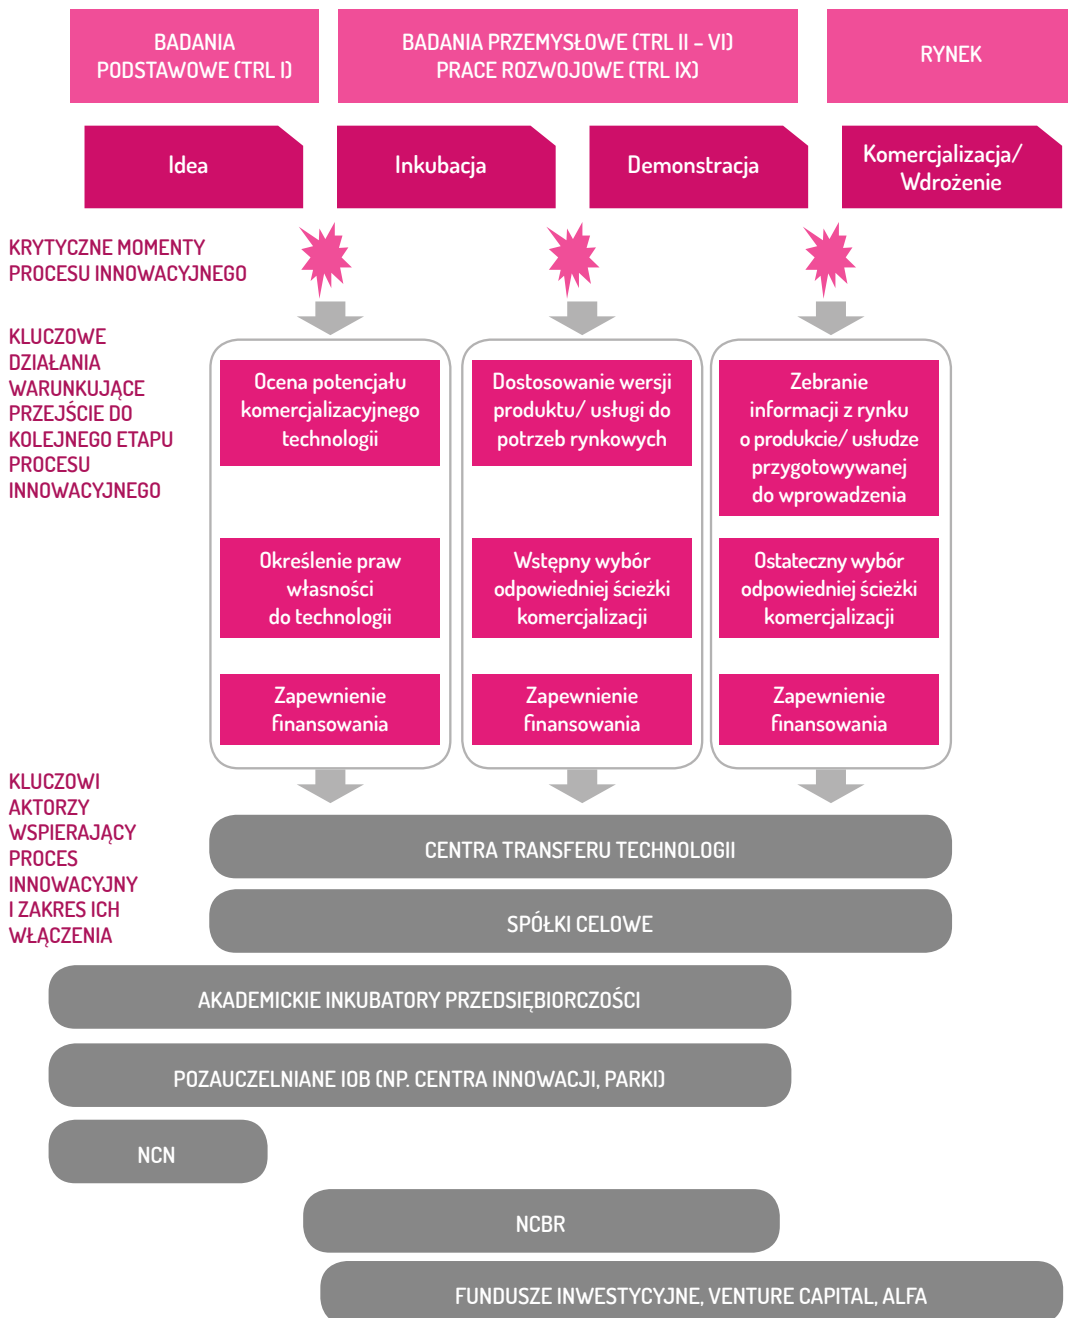 BADANIA
PODSTAWOWE (TRL I)
BADANIA PRZEMYSŁOWE (TRL II – VI)
PRACE ROZWOJOWE (TRL IX)
RYNEK
Idea
Inkubacja
Demonstracja
Komercjalizacja/
Wdrożenie
KRYTYCZNE MOMENTY
PROCESU INNOWACYJNEGO
KLUCZOWE
DZIAŁANIA
WARUNKUJĄCE
PRZEJŚCIE DO
KOLEJNEGO ETAPU
PROCESU
INNOWACYJNEGO
Ocena potencjału
komercjalizacyjnego
technologii
Dostosowanie wersji
produktu/ usługi do
potrzeb rynkowych
Zebranie
informacji z rynku
o produkcie/ usłudze
przygotowywanej
do wprowadzenia
Określenie praw
własności
do technologii
Wstępny wybór
odpowiedniej ścieżki
komercjalizacji
Ostateczny wybór
odpowiedniej ścieżki
komercjalizacji
Zapewnienie
finansowania
Zapewnienie
finansowania
Zapewnienie
finansowania
KLUCZOWI
AKTORZY
WSPIERAJĄCY
PROCES
INNOWACYJNY
I ZAKRES ICH
WŁĄCZENIA
CENTRA TRANSFERU TECHNOLOGII
SPÓŁKI CELOWE
AKADEMICKIE INKUBATORY PRZEDSIĘBIORCZOŚCI
POZAUCZELNIANE IOB (NP. CENTRA INNOWACJI, PARKI)
NCN
NCBR
FUNDUSZE INWESTYCYJNE, VENTURE CAPITAL, ALFA